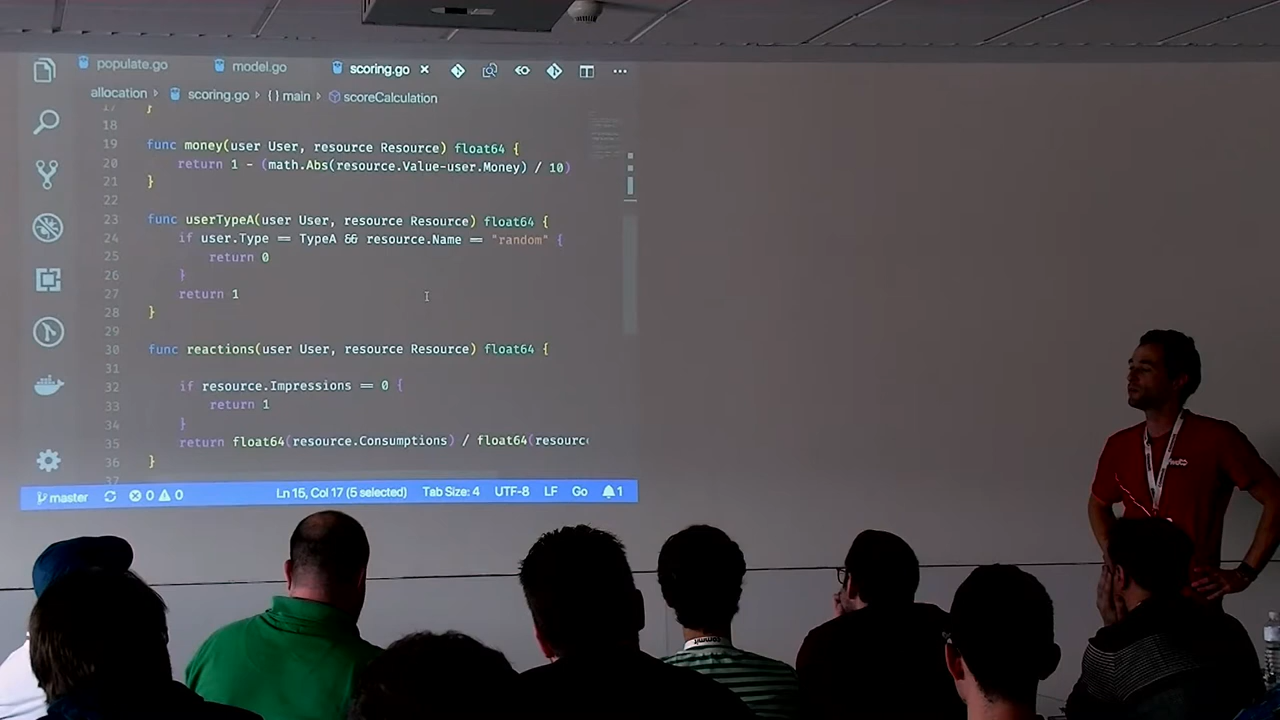 populate.go model.go scoring.go ×
allocation > scoring.go > { } main > scoreCalculation
17 }
18
19 func money(user User, resource Resource) float64 {
20 return 1 - (math.Abs(resource.Value-user.Money) / 10)
21 }
22
23 func userTypeA(user User, resource Resource) float64 {
24 if user.Type == TypeA && resource.Name == "random" {
25 return 0
26 }
27 return 1
28 }
29
30 func reactions(user User, resource Resource) float64 {
31
32 if resource.Impressions == 0 {
33 return 1
34 }
35 return float64(resource.Consumptions) / float64(resourc
36 }
37
master 0 0 Ln 15, Col 17 (5 selected) Tab Size: 4 UTF-8 LF Go 1